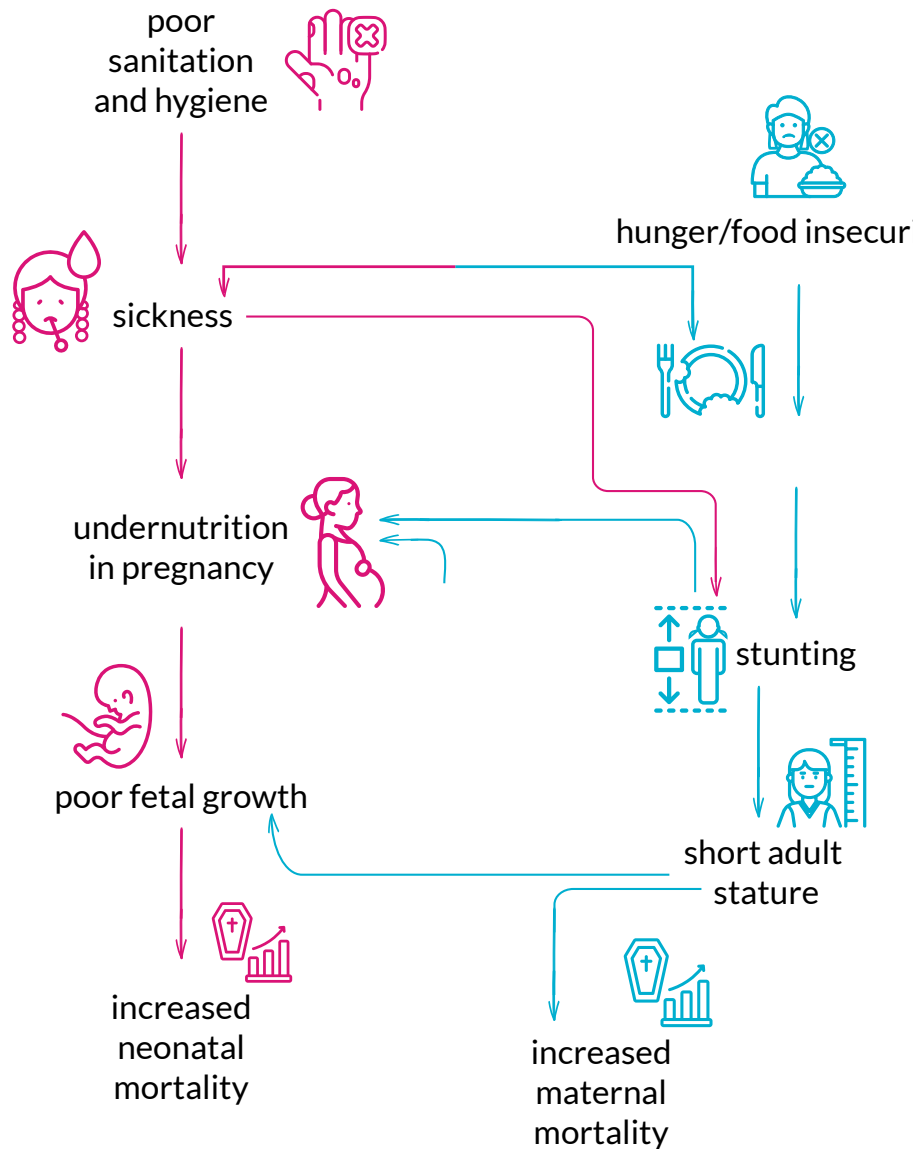 poor
sanitation
and hygiene
hunger/food insecuri
sickness
undernutrition
in pregnancy
stunting
poor fetal growth
short adult
stature
increased
neonatal
mortality
increased
maternal
mortality